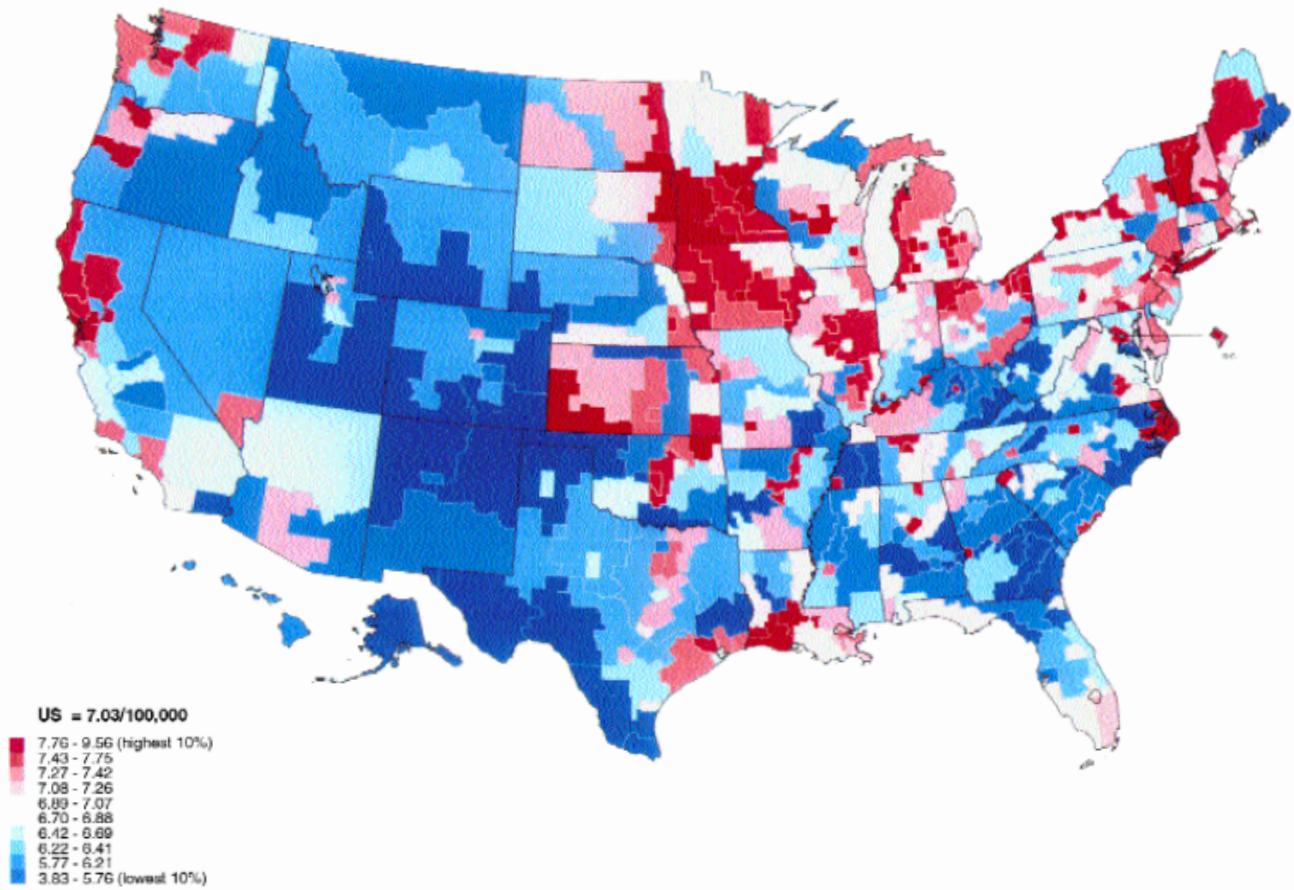 D.C.
US = 7.03/100,000
7.76 - 9.56 (highest 10%)
7.43 - 7.75
7.27 - 7.42
7.08 - 7.26
6.89 - 7.07
6.70 - 6.88
6.42 - 6.69
6.22 - 6.41
5.77 - 6.21
3.83 - 5.76 (lowest 10%)